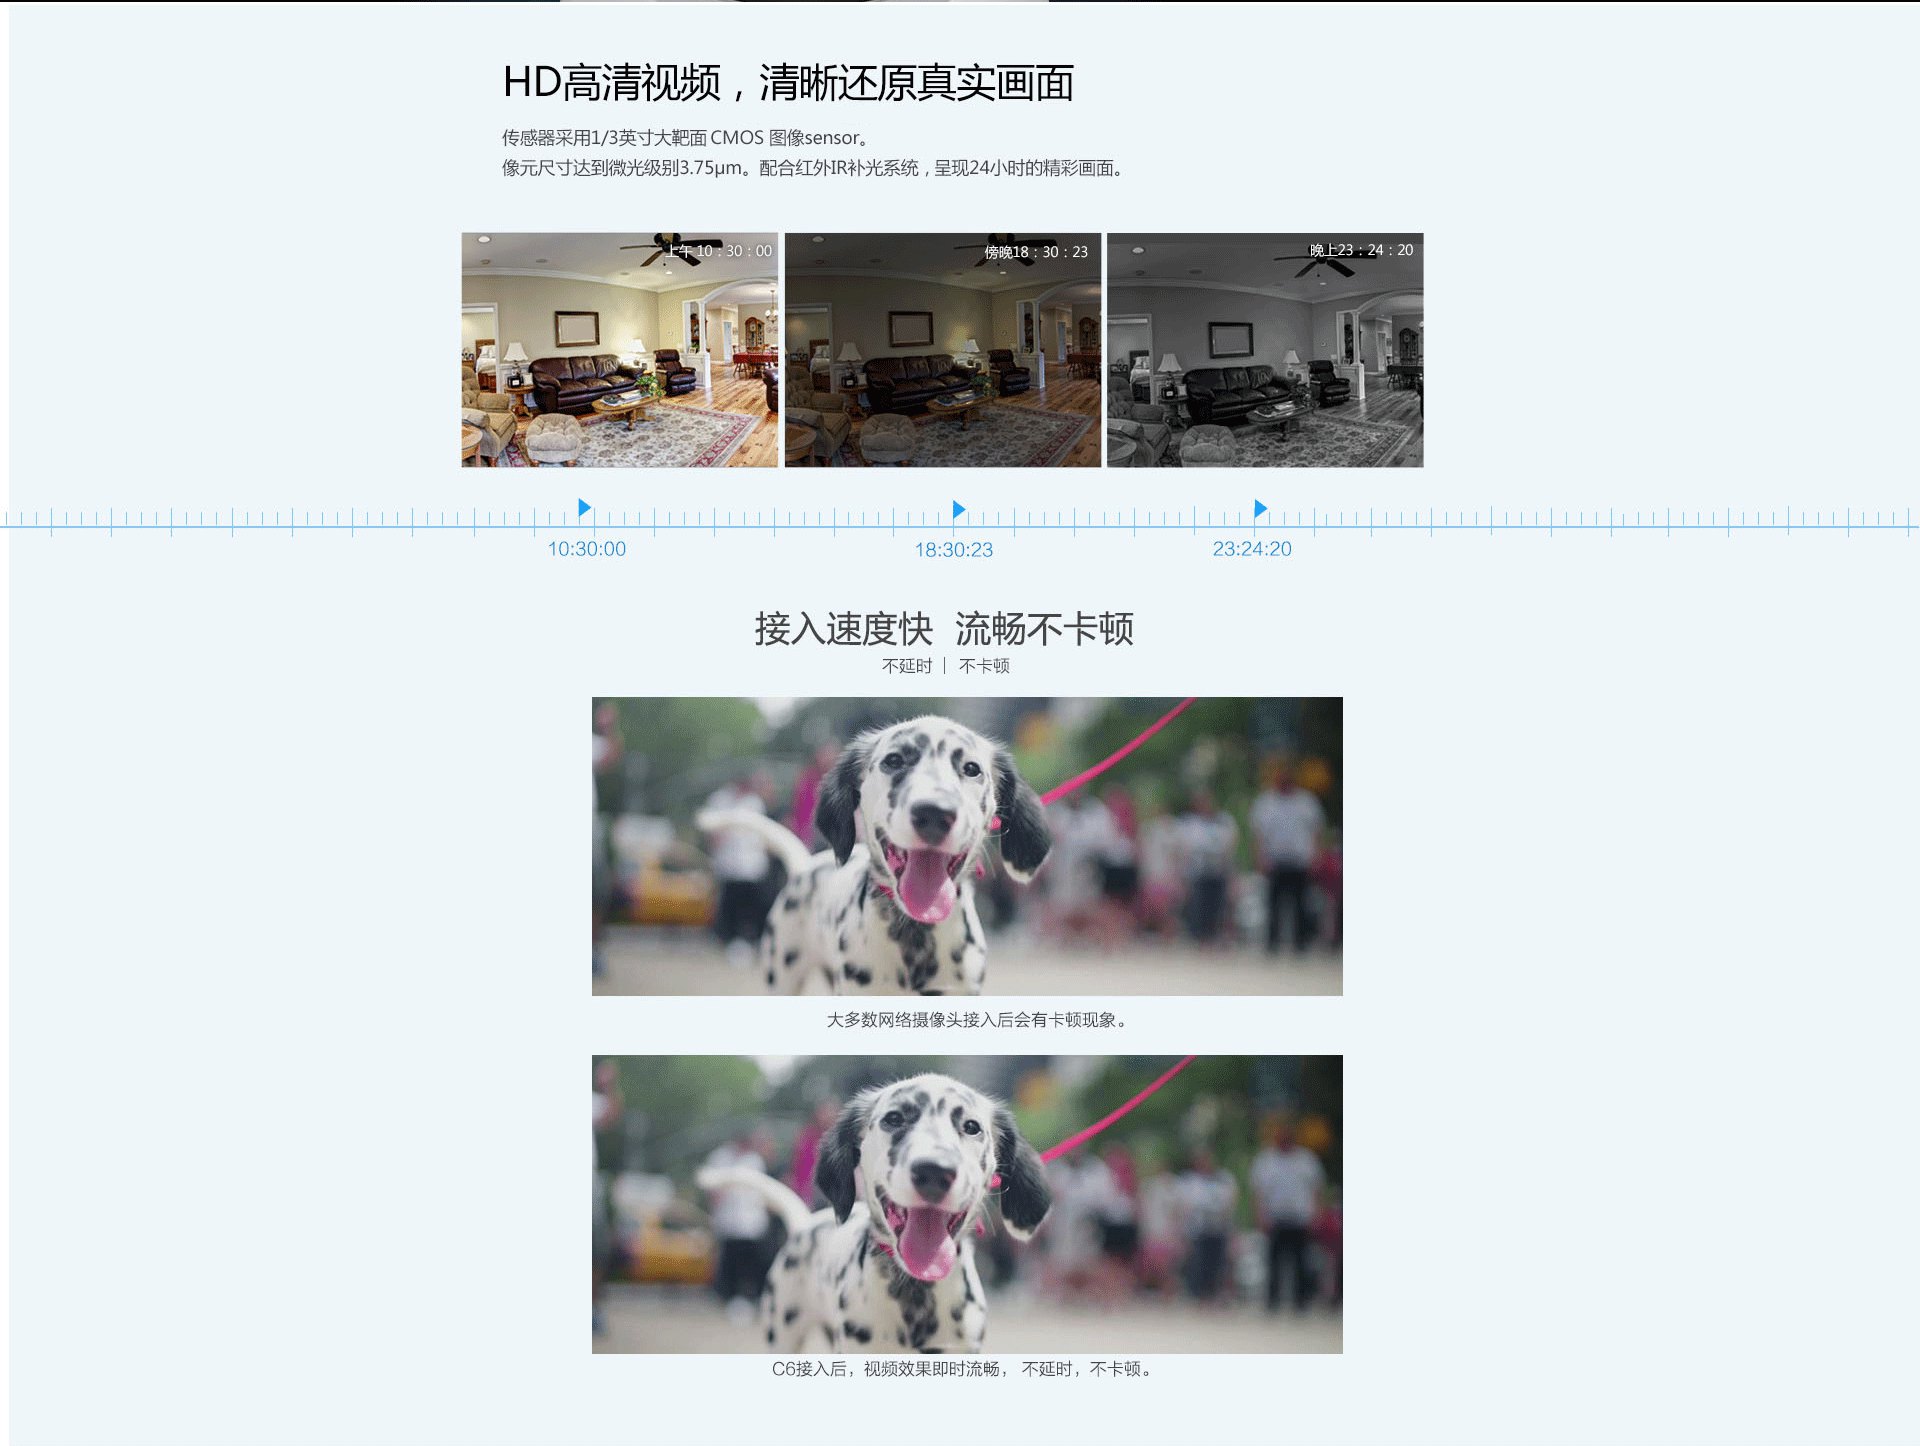 HD高清视频，清晰还原真实画面
传感器采用1/3英寸大靶面 CMOS 图像sensor。
像元尺寸达到微光级别3.75μm。配合红外IR补光系统，呈现24小时的精彩画面。
上午 10：30：00
傍晚18：30：23
晚上23：24：20
10:30:00
18:30:23
23:24:20
接入速度快 流畅不卡顿
不延时｜ 不卡顿
大多数网络摄像头接入后会有卡顿现象。
C6接入后，视频效果即时流畅， 不延时，不卡顿。